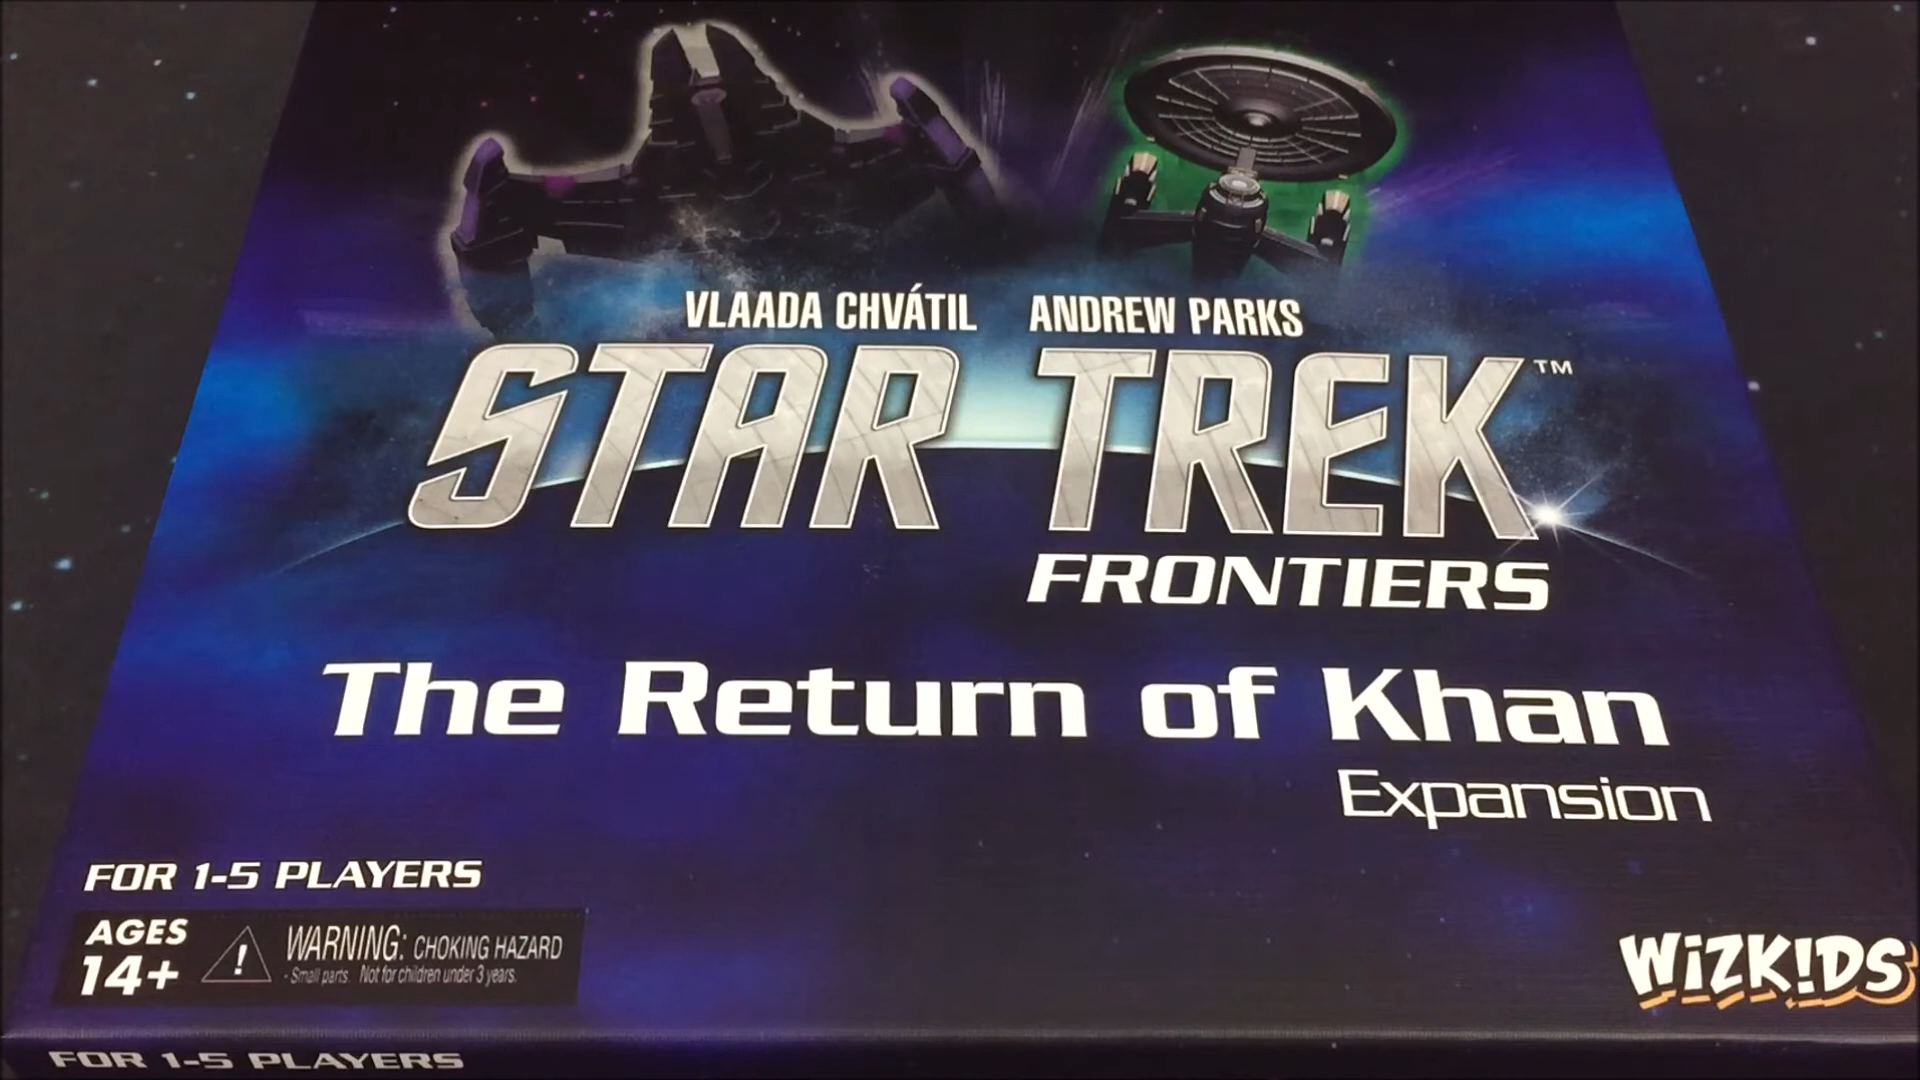 VLAADA CHVÁTIL ANDREW PARKS
STAR TREK™
FRONTIERS
The Return of Khan
Expansion
FOR 1-5 PLAYERS
AGES
14+
! WARNING: CHOKING HAZARD
- Small parts. Not for children under 3 years.
WIZKIDS
FOR 1-5 PLAYERS